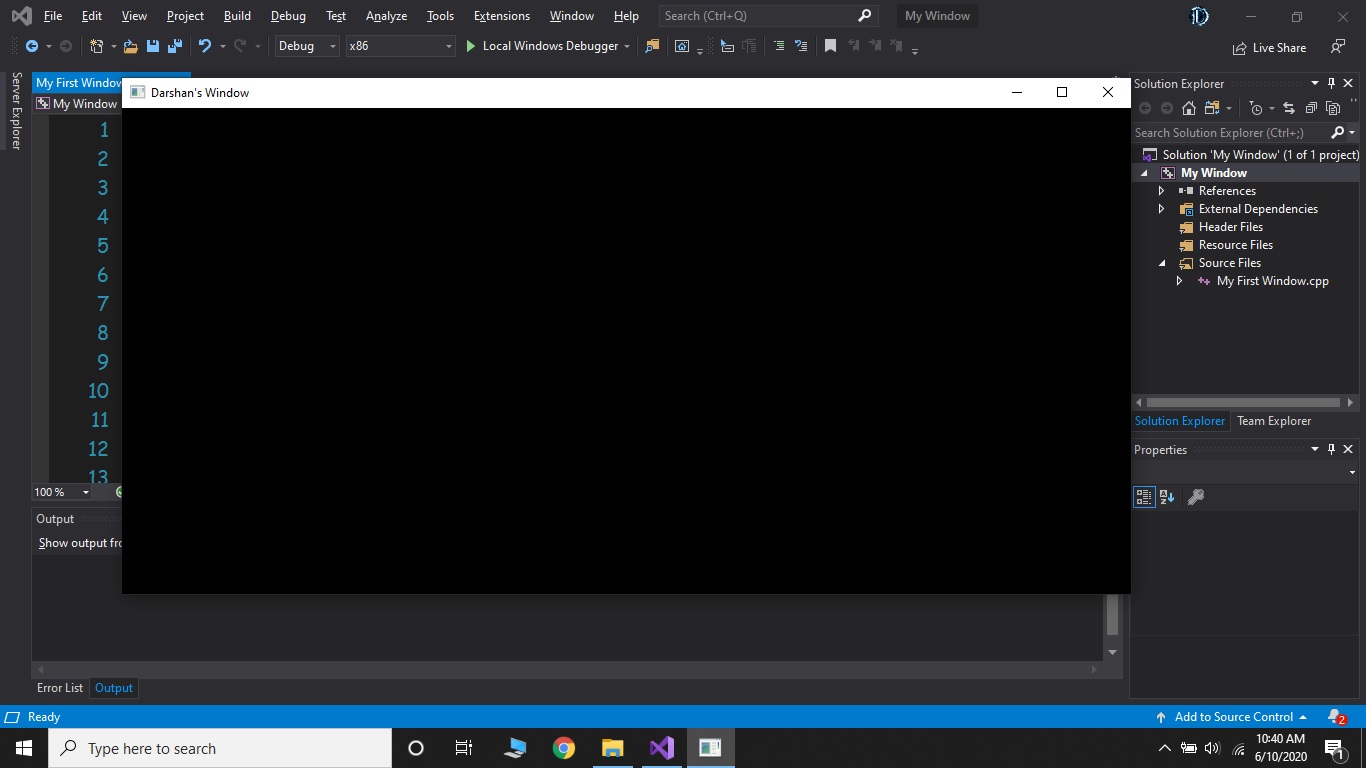 File Edit View Project Build Debug Test Analyze Tools Extensions Window Help Search (Ctrl+Q) My Window
Debug x86 Local Windows Debugger Live Share
Server Explorer
My First Window
My Window
Darshan's Window
1
2
3
4
5
6
7
8
9
10
11
12
13
100 %
Output
Show output fro
Error List Output
Solution Explorer
Search Solution Explorer (Ctrl+;)
Solution 'My Window' (1 of 1 project)
My Window
References
External Dependencies
Header Files
Resource Files
Source Files
My First Window.cpp
Solution Explorer Team Explorer
Properties
Ready Add to Source Control 2
Type here to search
10:40 AM
6/10/2020
1